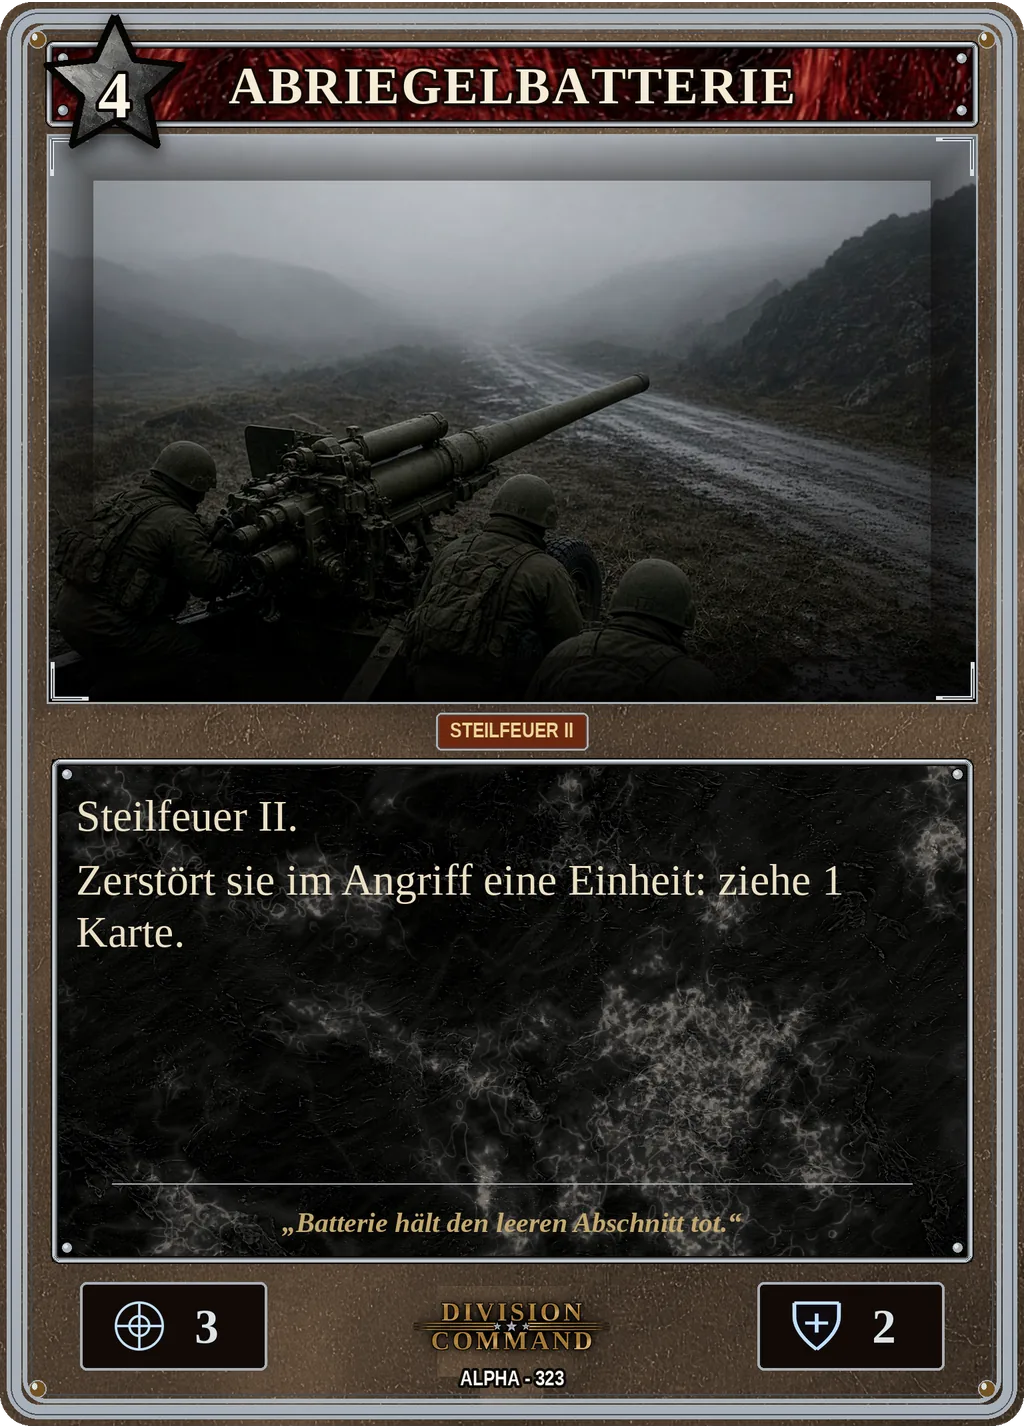 4
ABRIEGELBATTERIE
STEILFEUER II
Steilfeuer II.
Zerstört sie im Angriff eine Einheit: ziehe 1
Karte.
„Batterie hält den leeren Abschnitt tot.“
3
DIVISION
COMMAND
2
ALPHA - 323